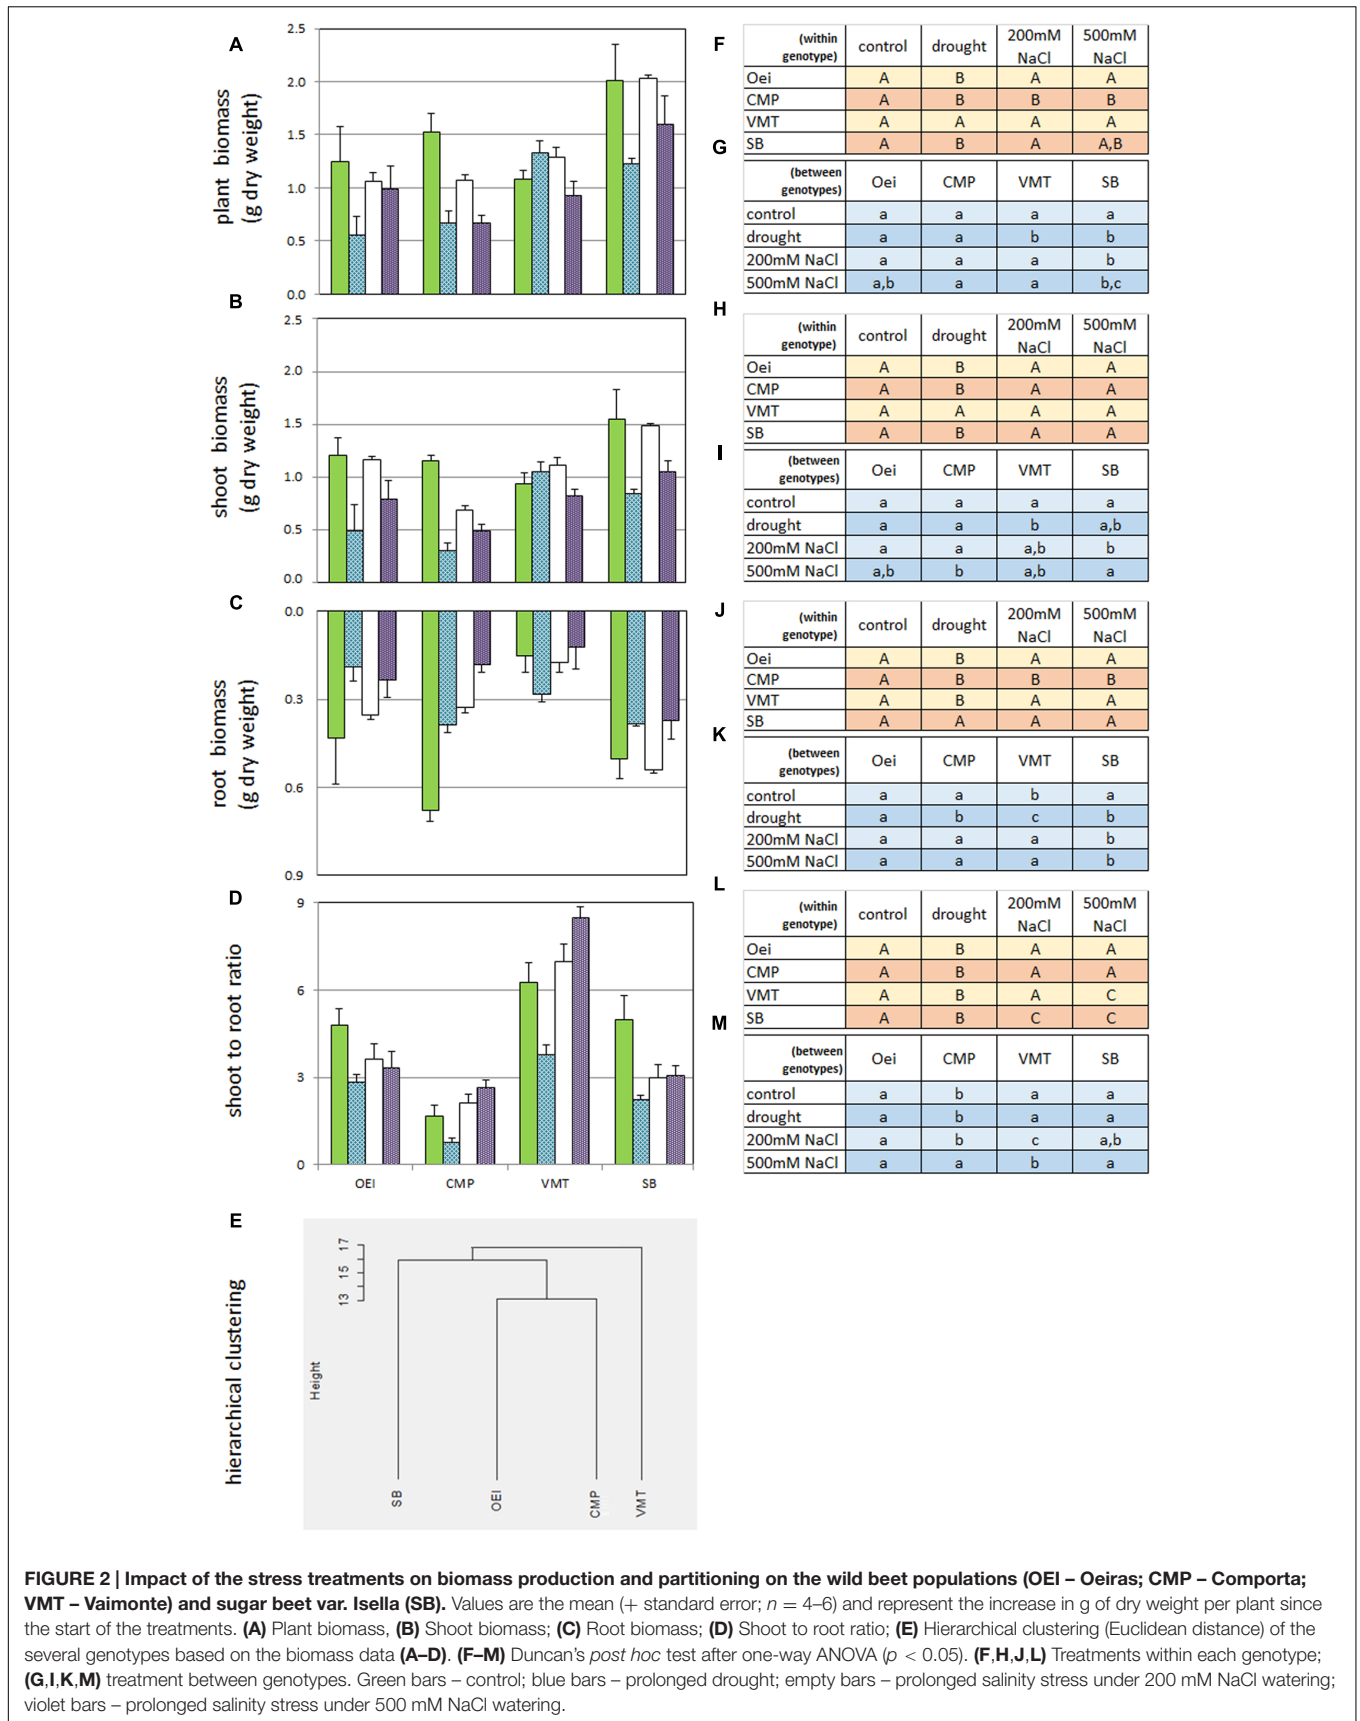 A
plant biomass
(g dry weight)
2.5
2.0
1.5
1.0
0.5
0.0
B
shoot biomass
(g dry weight)
2.5
2.0
1.5
1.0
0.5
0.0
C
root biomass
(g dry weight)
0.0
0.3
0.6
0.9
D
shoot to root ratio
9
6
3
0
OEI CMP VMT SB
E
hierarchical clustering
Height
13 15 17
SB OEI CMP VMT
F
(within genotype) control drought 200mM NaCl 500mM NaCl
Oei A B A A
CMP A B B B
VMT A A A A
SB A B A A,B
G
(between genotypes) Oei CMP VMT SB
control a a a a
drought a a b b
200mM NaCl a a a b
500mM NaCl a,b a a b,c
H
(within genotype) control drought 200mM NaCl 500mM NaCl
Oei A B A A
CMP A B A A
VMT A A A A
SB A B A A
I
(between genotypes) Oei CMP VMT SB
control a a a a
drought a a b a,b
200mM NaCl a a a,b b
500mM NaCl a,b b a,b a
J
(within genotype) control drought 200mM NaCl 500mM NaCl
Oei A B A A
CMP A B B B
VMT A B A A
SB A A A A
K
(between genotypes) Oei CMP VMT SB
control a a b a
drought a b c b
200mM NaCl a a a b
500mM NaCl a a a b
L
(within genotype) control drought 200mM NaCl 500mM NaCl
Oei A B A A
CMP A B A A
VMT A B A C
SB A B C C
M
(between genotypes) Oei CMP VMT SB
control a b a a
drought a b a a
200mM NaCl a b c a,b
500mM NaCl a a b a
FIGURE 2 | Impact of the stress treatments on biomass production and partitioning on the wild beet populations (OEI – Oeiras; CMP – Comporta;
VMT – Vaimonte) and sugar beet var. Isella (SB). Values are the mean (+ standard error; n = 4–6) and represent the increase in g of dry weight per plant since
the start of the treatments. (A) Plant biomass, (B) Shoot biomass; (C) Root biomass; (D) Shoot to root ratio; (E) Hierarchical clustering (Euclidean distance) of the
several genotypes based on the biomass data (A–D). (F–M) Duncan's post hoc test after one-way ANOVA (p < 0.05). (F,H,J,L) Treatments within each genotype;
(G,I,K,M) treatment between genotypes. Green bars – control; blue bars – prolonged drought; empty bars – prolonged salinity stress under 200 mM NaCl watering;
violet bars – prolonged salinity stress under 500 mM NaCl watering.